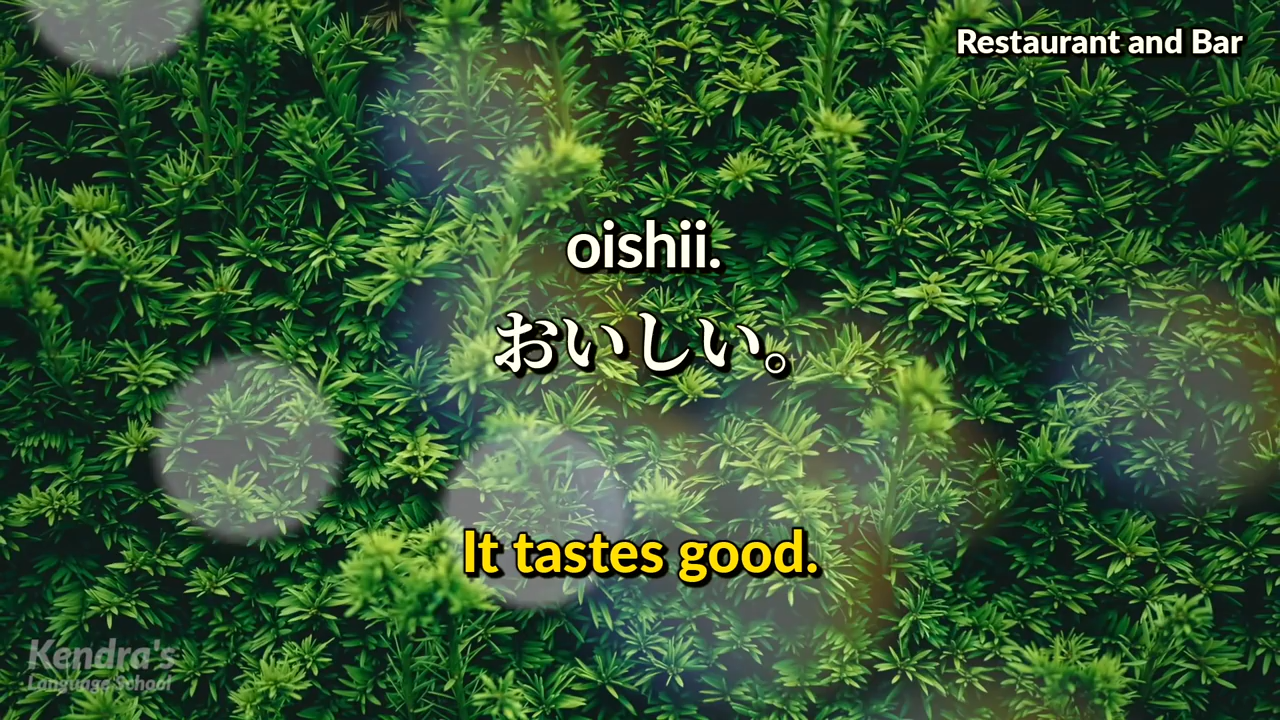 Restaurant and Bar
oishii.
おいしい。
It tastes good.
Kendra's
Language School